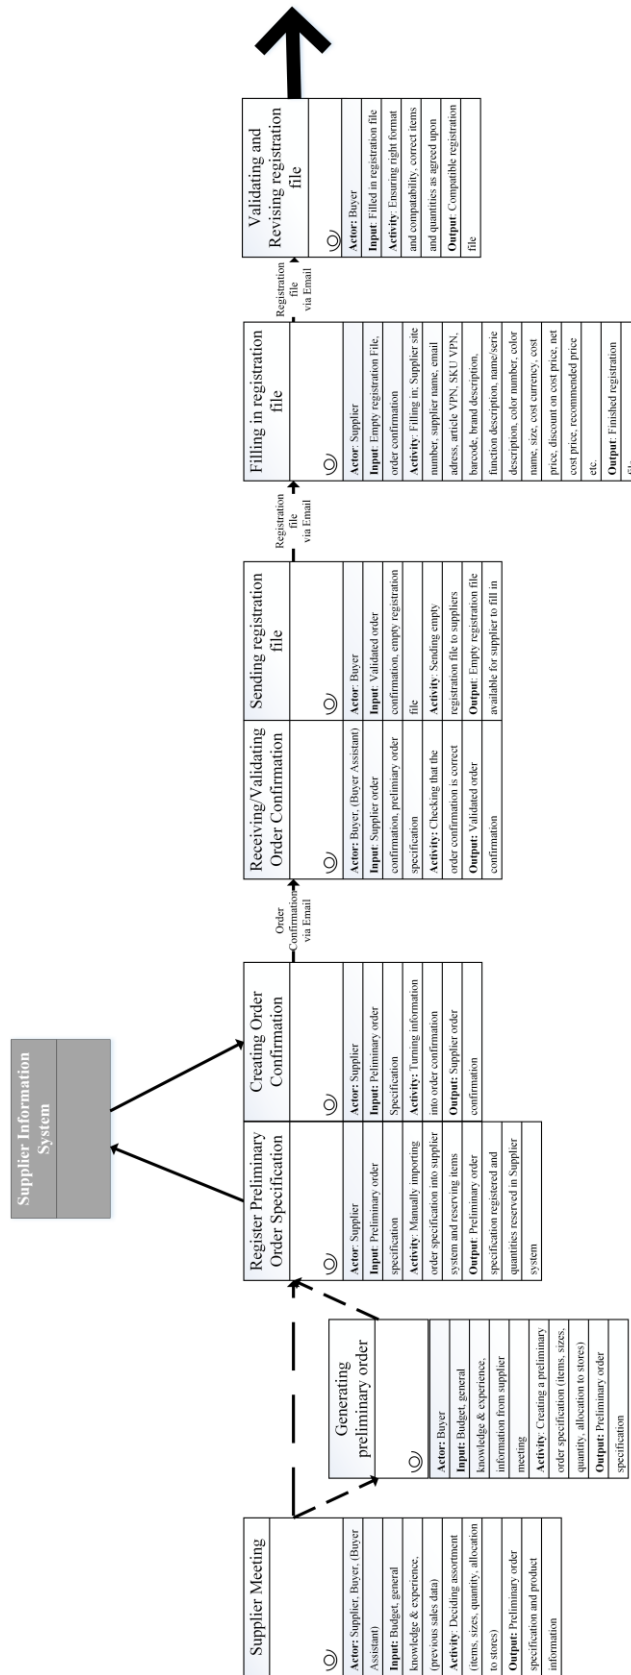 Supplier Information
System
Supplier Meeting
Actor: Supplier, Buyer, (Buyer
Assistant)
Input: Budget, general
knowledge & experience,
(previous sales data)
Activity: Deciding assortment
(items, sizes, quantity, allocation
to stores)
Output: Preliminary order
specification and product
information
Generating
preliminary order
Actor: Buyer
Input: Budget, general
knowledge & experience,
information from supplier
meeting
Activity: Creating a preliminary
order specification (items, sizes,
quantity, allocation to stores)
Output: Preliminary order
specification
Register Preliminary
Order Specification
Actor: Supplier
Input: Preliminary order
specification
Activity: Manually importing
order specification into supplier
system and reserving items
Output: Preliminary order
specification registered and
quantities reserved in Supplier
system
Creating Order
Confirmation
Actor: Supplier
Input: Peliminary order
Specification
Activity: Turning information
into order confirmation
Output: Supplier order
confirmation
Order
Confirmation
via Email
Receiving/Validating
Order Confirmation
Actor: Buyer, (Buyer Assistant)
Input: Supplier order
confirmation, prelimiary order
specification
Activity: Checking that the
order confirmation is correct
Output: Validated order
confirmation
Sending registration
file
Actor: Buyer
Input: Validated order
confirmation, empty registration
file
Activity: Sending empty
registration file to suppliers
Output: Empty registration file
available for supplier to fill in
Registration
file
via Email
Filling in registration
file
Actor: Supplier
Input: Empty registration File,
order confirmation
Activity: Filling in; Supplier site
number, supplier name, email
adress, article VPN, SKU VPN,
barcode, brand description,
function description, name/serie
description, color number, color
name, size, cost currency, cost
price, discount on cost price, net
cost price, recommended price
etc.
Output: Finished registration
Registration
file
via Email
Validating and
Revising registration
file
Actor: Buyer
Input: Filled in registration file
Activity: Ensuring right format
and compatability, correct items
and quantities as agreed upon
Output: Compatible registration
file